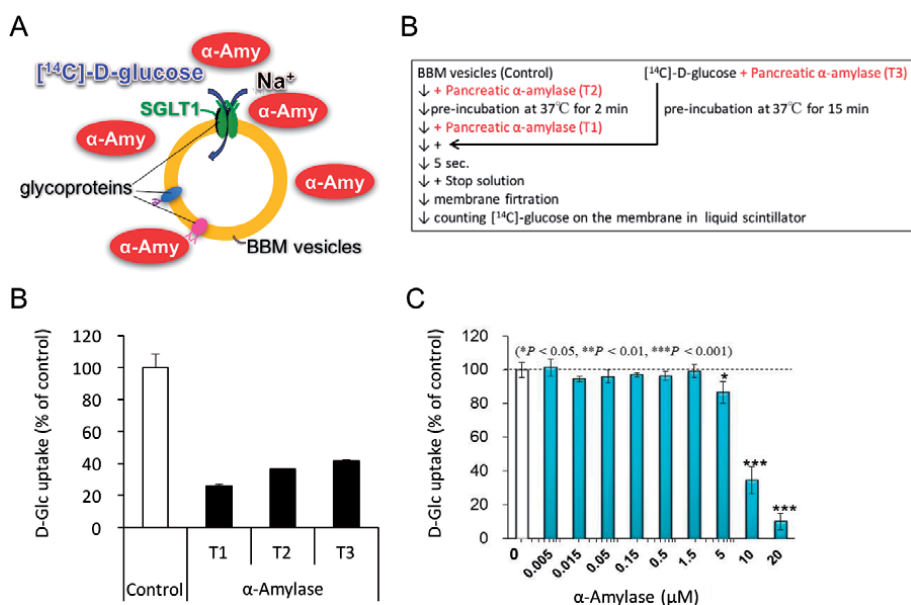 A
α-Amy
[¹⁴C]-D-glucose
Na⁺
SGLT1
α-Amy
α-Amy
α-Amy
glycoproteins
α-Amy
BBM vesicles
B
BBM vesicles (Control)
[¹⁴C]-D-glucose + Pancreatic α-amylase (T3)
↓ + Pancreatic α-amylase (T2)
↓pre-incubation at 37℃ for 2 min
pre-incubation at 37℃ for 15 min
↓ + Pancreatic α-amylase (T1)
↓ +
↓ 5 sec.
↓ + Stop solution
↓ membrane firtration
↓ counting [¹⁴C]-glucose on the membrane in liquid scintillator
B
D-Glc uptake (% of control)
120
100
80
60
40
20
0
T1 T2 T3
Control α-Amylase
C
D-Glc uptake (% of control)
120
100
80
60
40
20
0
(*P < 0.05, **P < 0.01, ***P < 0.001)
*
***
***
0 0.005 0.015 0.05 0.15 0.5 1.5 5 10 20
α-Amylase (μM)